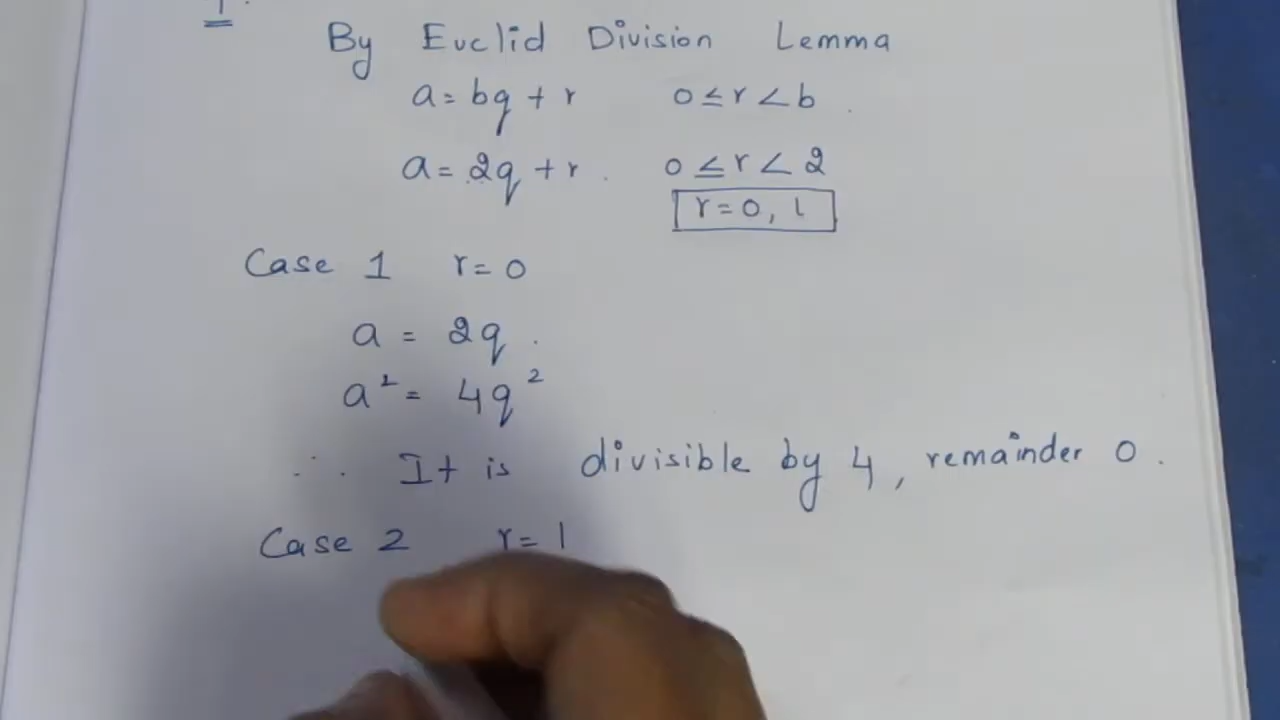 By Euclid Division Lemma
a = bq + r 0 ≤ r < b
a = 2q + r . 0 ≤ r < 2
r = 0, 1
Case 1 r = 0
a = 2q .
a² = 4q²
∴ It is divisible by 4, remainder 0.
Case 2 r = 1